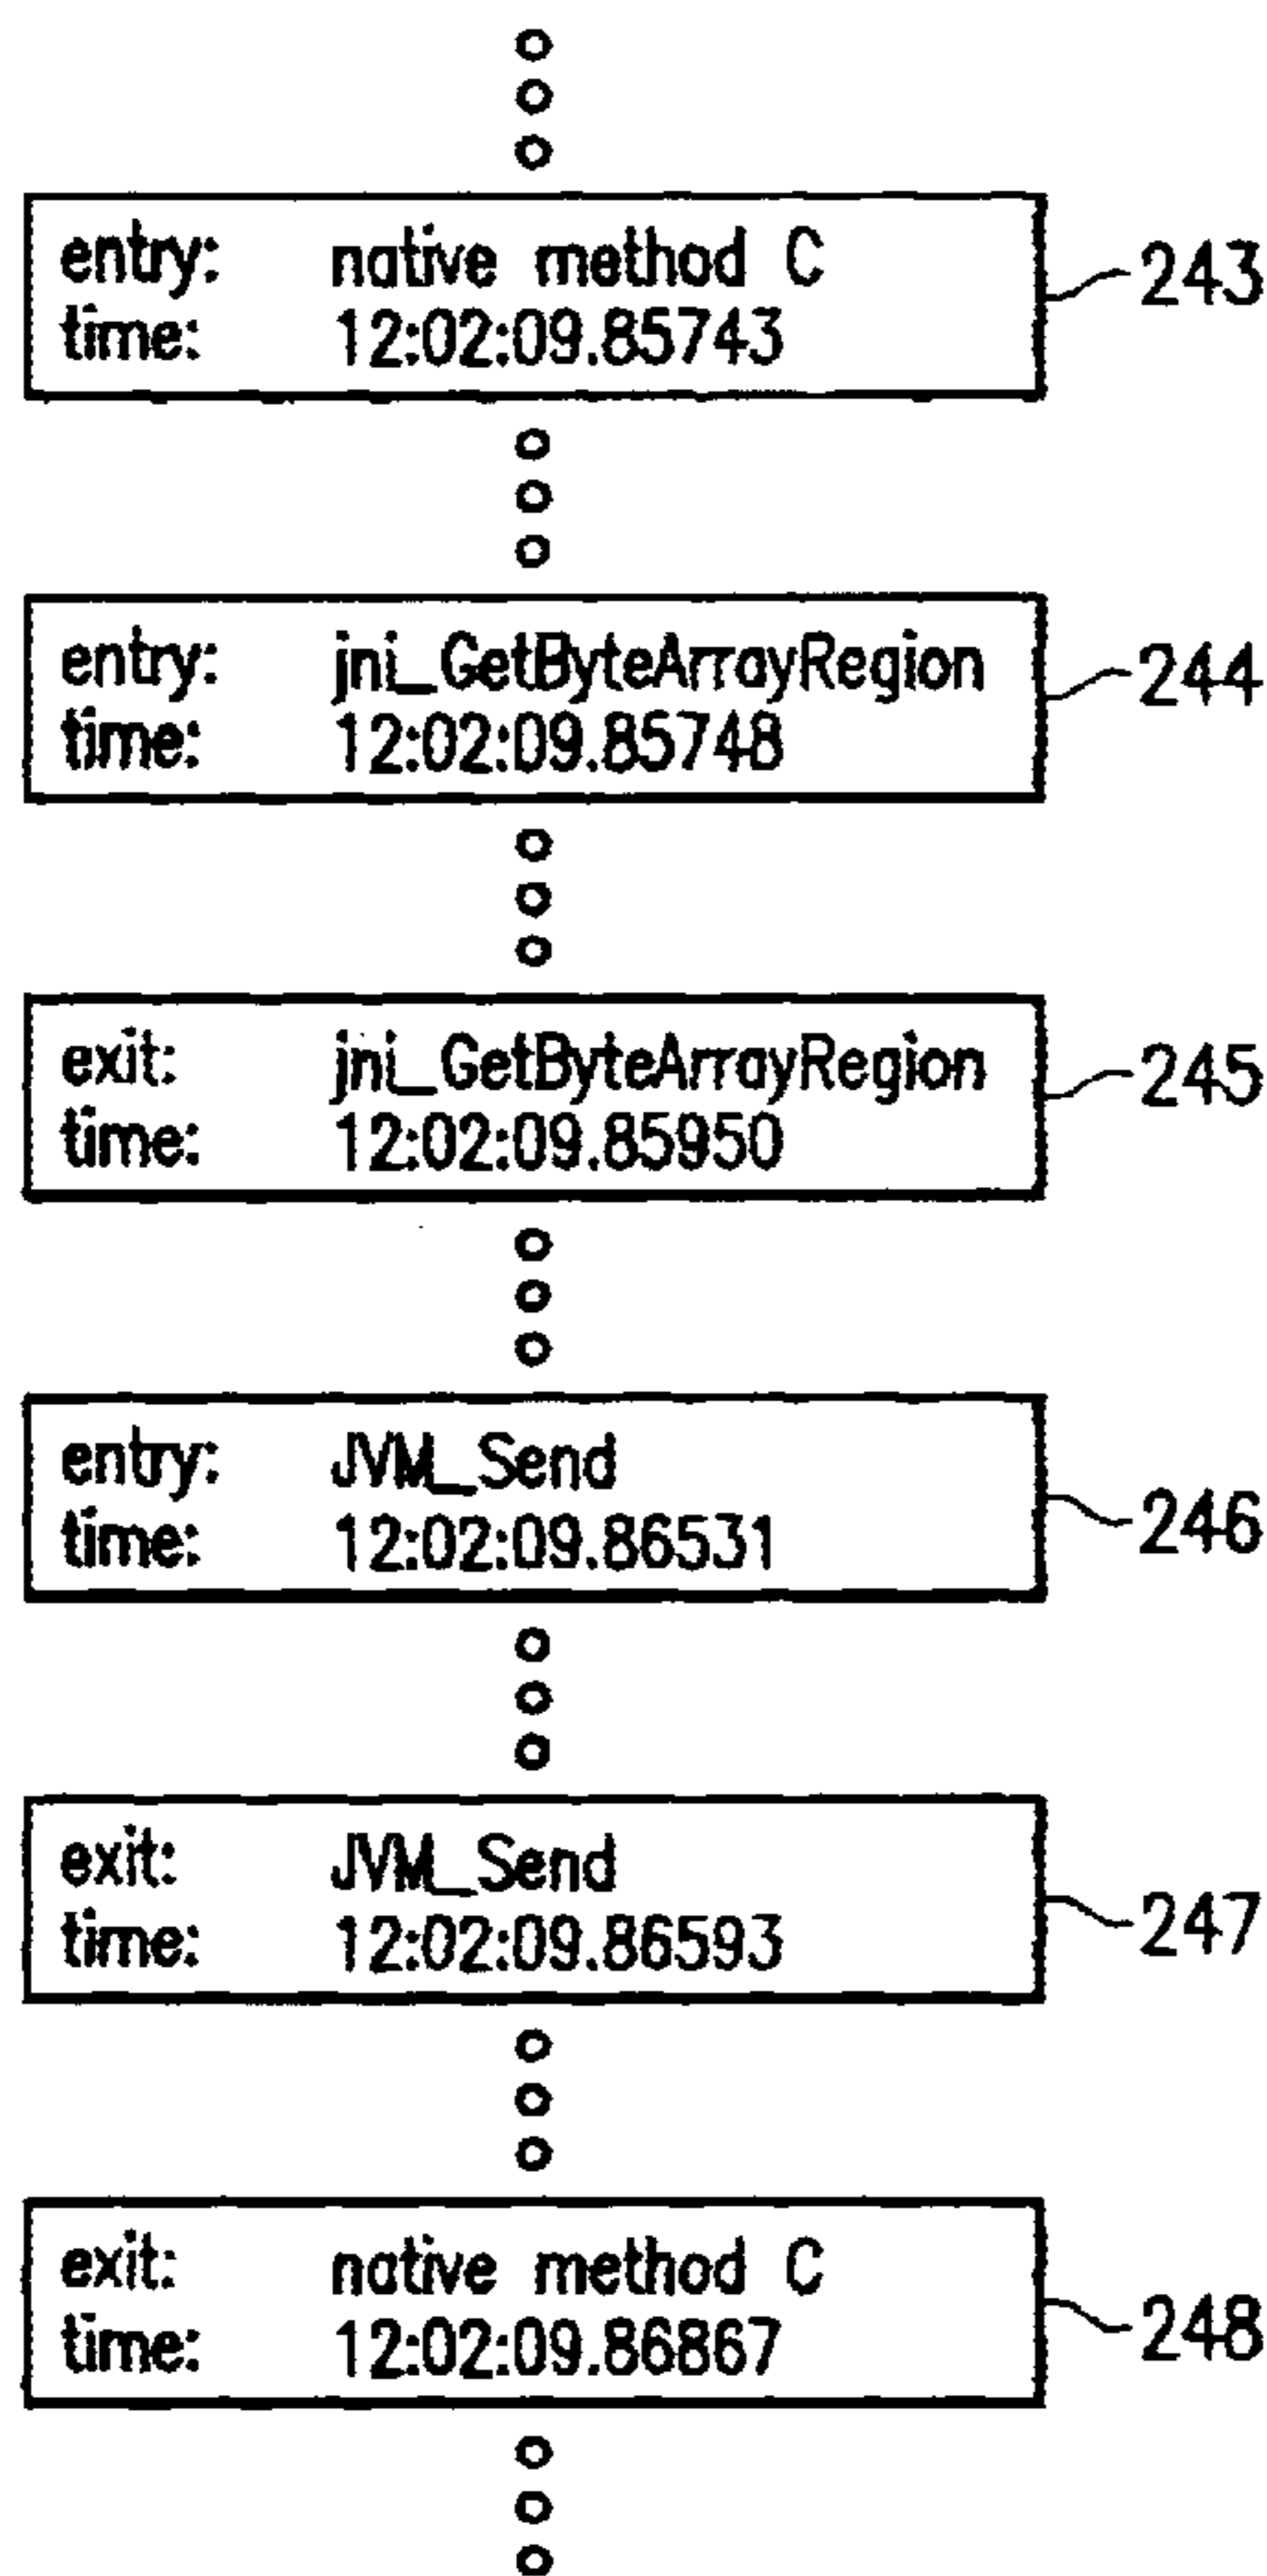 entry: native method C
time: 12:02:09.85743
243
entry: jni_GetByteArrayRegion
time: 12:02:09.85748
244
exit: jni_GetByteArrayRegion
time: 12:02:09.85950
245
entry: JVM_Send
time: 12:02:09.86531
246
exit: JVM_Send
time: 12:02:09.86593
247
exit: native method C
time: 12:02:09.86867
248